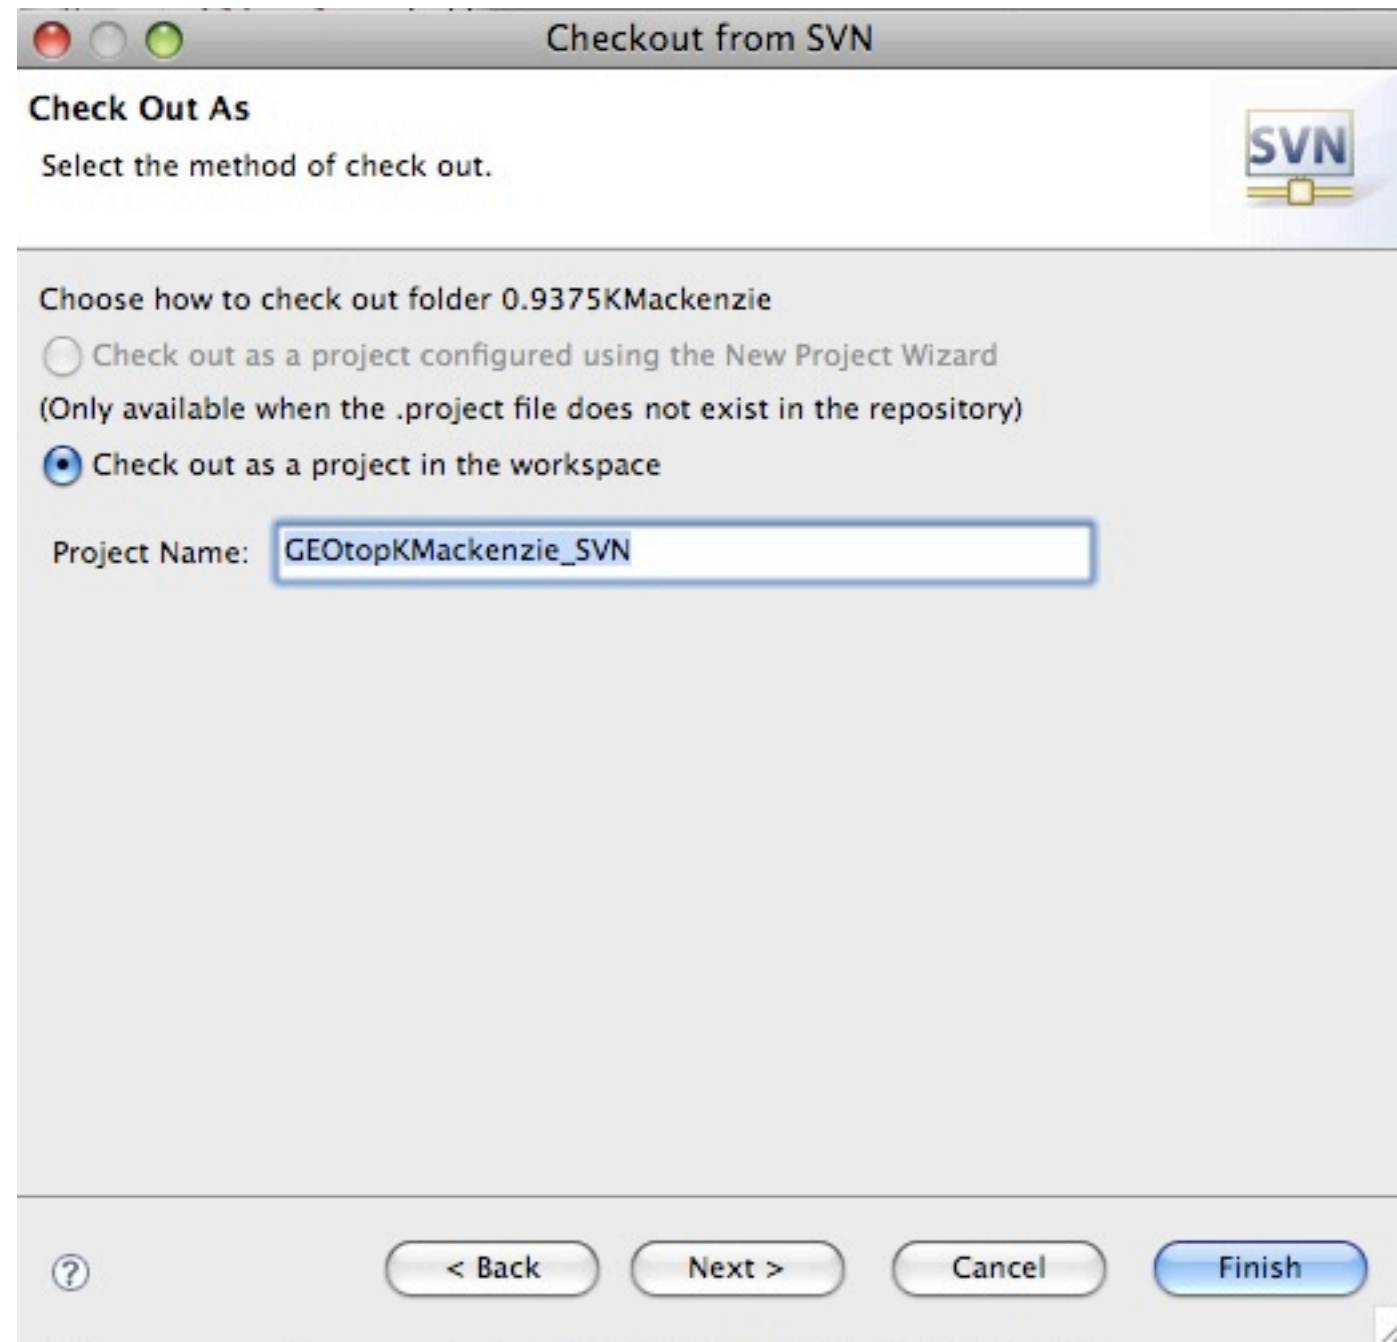 Checkout from SVN
Check Out As
Select the method of check out.
SVN
Choose how to check out folder 0.9375KMackenzie
Check out as a project configured using the New Project Wizard
(Only available when the .project file does not exist in the repository)
Check out as a project in the workspace
Project Name: GEOtopKMackenzie_SVN
? < Back Next > Cancel Finish